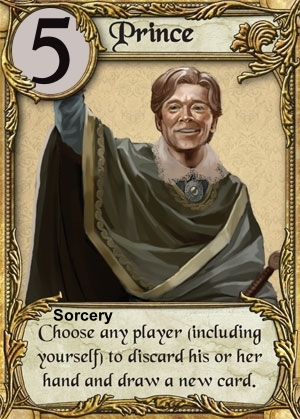 5 Prince
Sorcery
Choose any player (including
yourself) to discard his or her
hand and draw a new card.